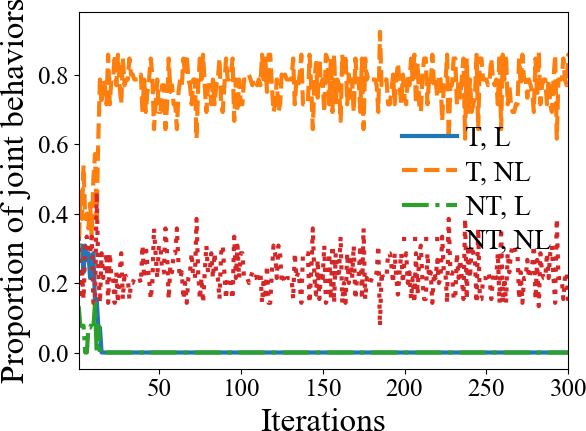 Proportion of joint behaviors
0.8
0.6
0.4
0.2
0.0
T, L
T, NL
NT, L
NT, NL
50
100
150
200
250
300
Iterations